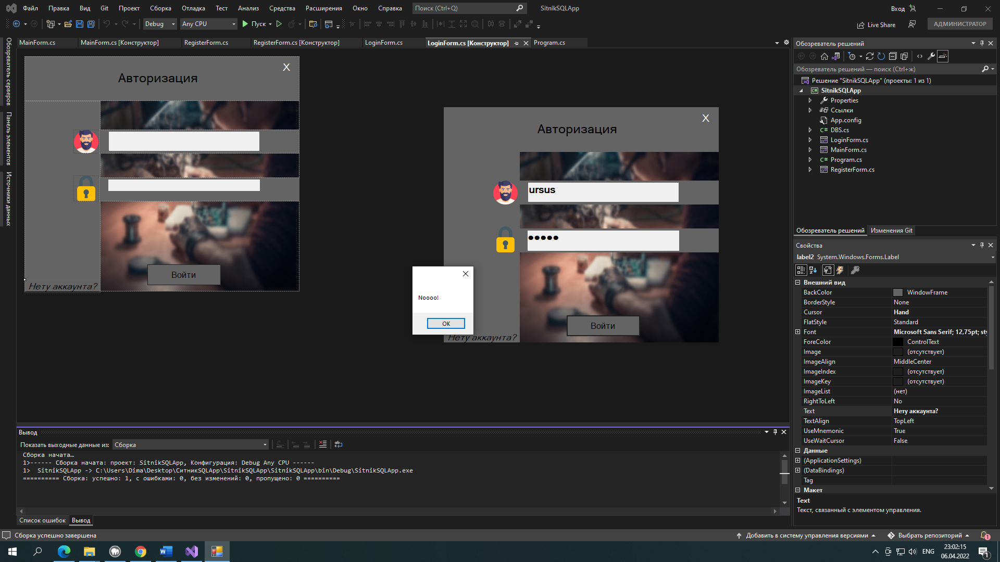 Файл Правка Вид Git Проект Сборка Отладка Тест Анализ Средства Расширения Окно Справка Поиск (Ctrl+Q) SitnikSQLApp Вход
Debug Any CPU Пуск Live Share АДМИНИСТРАТОР
MainForm.cs MainForm.cs [Конструктор] RegisterForm.cs RegisterForm.cs [Конструктор] LoginForm.cs LoginForm.cs [Конструктор] Program.cs
Обозреватель серверов
Панель элементов
Источники данных
X
Авторизация
Войти
Нету аккаунта?
X
Авторизация
ursus
Войти
Нету аккаунта?
Noooo!
OK
Обозреватель решений
Обозреватель решений — поиск (Ctrl+ж)
Решение "SitnikSQLApp" (проекты: 1 из 1)
SitnikSQLApp
Properties
Ссылки
App.config
DBS.cs
LoginForm.cs
MainForm.cs
Program.cs
RegisterForm.cs
Обозреватель решений Изменения Git
Свойства
label2 System.Windows.Forms.Label
Внешний вид
BackColor WindowFrame
BorderStyle None
Cursor Hand
FlatStyle Standard
Font Microsoft Sans Serif; 12,75pt; sty
ForeColor ControlText
Image (отсутствует)
ImageAlign MiddleCenter
ImageIndex (отсутствует)
ImageKey (отсутствует)
ImageList (нет)
RightToLeft No
Text Нету аккаунта?
TextAlign TopLeft
UseMnemonic True
UseWaitCursor False
Данные
(ApplicationSettings)
(DataBindings)
Tag
Макет
Text
Текст, связанный с элементом управления.
Вывод
Показать выходные данные из: Сборка
Сборка начата…
1>------ Сборка начата: проект: SitnikSQLApp, Конфигурация: Debug Any CPU ------
1>  SitnikSQLApp -> C:\Users\Dima\Desktop\СитникSQLApp\SitnikSQLApp\SitnikSQLApp\bin\Debug\SitnikSQLApp.exe
========== Сборка: успешно: 1, с ошибками: 0, без изменений: 0, пропущено: 0 ==========
Список ошибок Вывод
Сборка успешно завершена Добавить в систему управления версиями Выбрать репозиторий 1
ENG 23:02:15
06.04.2022 1